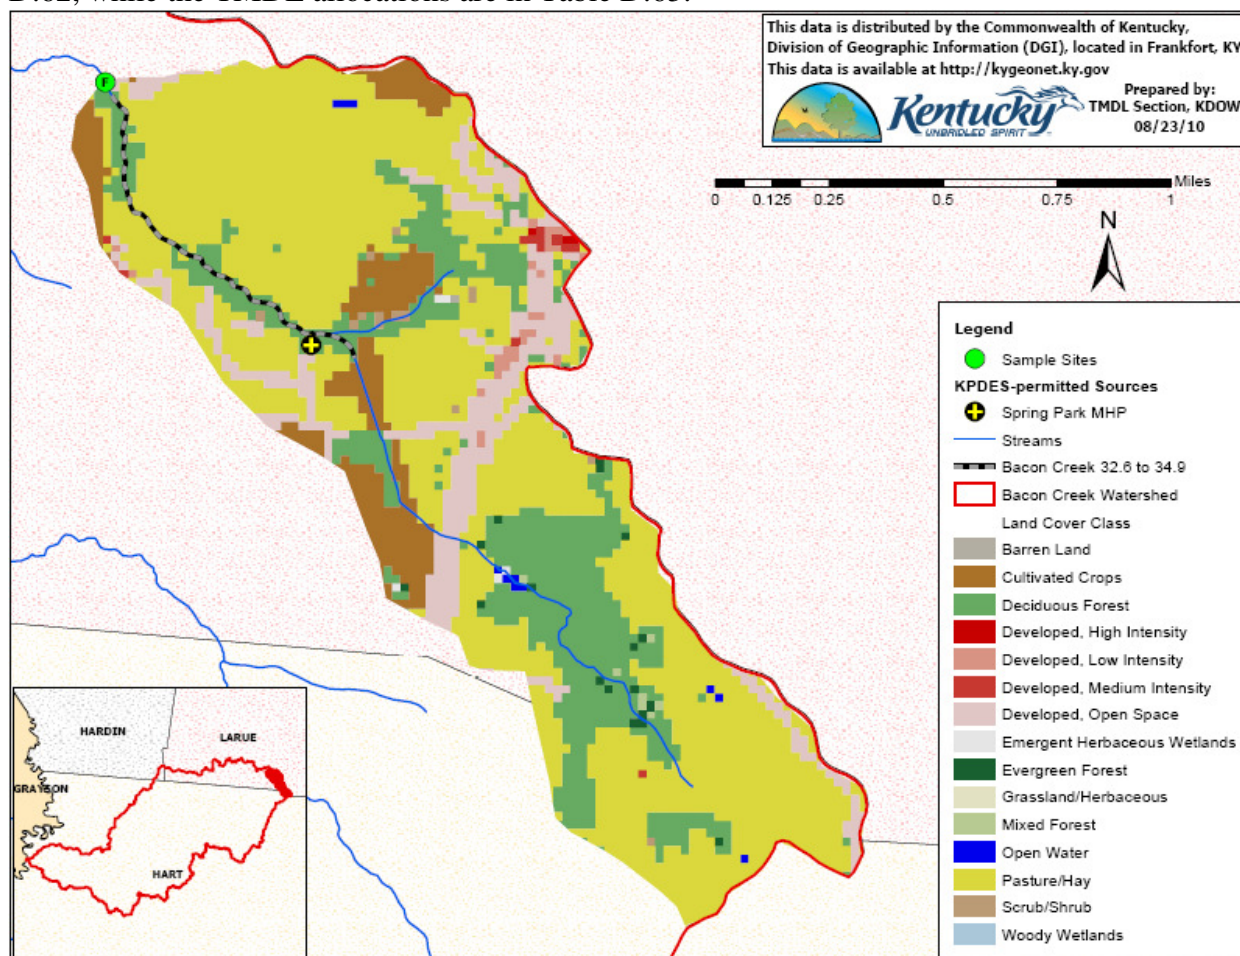 This data is distributed by the Commonwealth of Kentucky,
Division of Geographic Information (DGI), located in Frankfort, KY
This data is available at http://kygeonet.ky.gov
Kentucky
UNBRIDLED SPIRIT
Prepared by:
TMDL Section, KDOW
08/23/10
F
Miles
0 0.125 0.25 0.5 0.75 1
N
Legend
Sample Sites
KPDES-permitted Sources
Spring Park MHP
Streams
Bacon Creek 32.6 to 34.9
Bacon Creek Watershed
Land Cover Class
Barren Land
Cultivated Crops
Deciduous Forest
Developed, High Intensity
Developed, Low Intensity
Developed, Medium Intensity
Developed, Open Space
Emergent Herbaceous Wetlands
Evergreen Forest
Grassland/Herbaceous
Mixed Forest
Open Water
Pasture/Hay
Scrub/Shrub
Woody Wetlands
HARDIN
LARUE
GRAYSON
HART